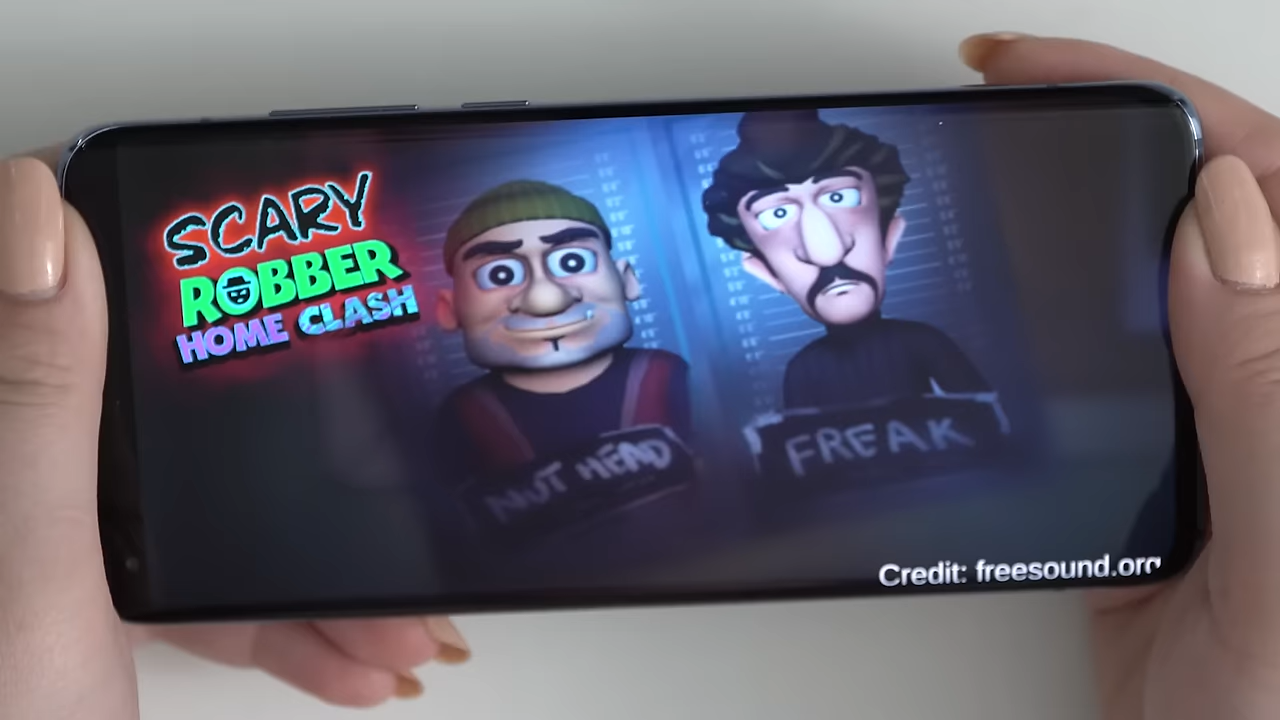 SCARY
ROBBER
HOME CLASH
NUT HEAD
FREAK
Credit: freesound.org